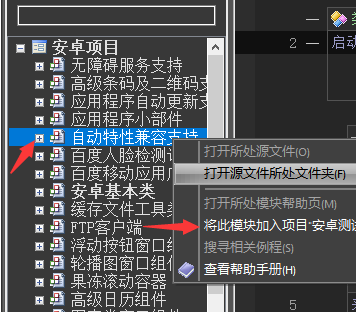 安卓项目
无障碍服务支持
高级条码及二维码支
应用程序自动更新支
应用程序小部件
自动特性兼容支持
百度人脸检测
百度移动应用
安卓基本类
缓存文件工具
FTP客户端
浮动按钮窗口
轮播图窗口组
果冻滚动容器
高级日历组件
2
启动
5
打开所处源文件(O)
打开源文件所处文件夹(F)
打开所处模块帮助页(M)
将此模块加入项目"安卓测试
搜寻相关例程(S)
查看帮助手册(H)